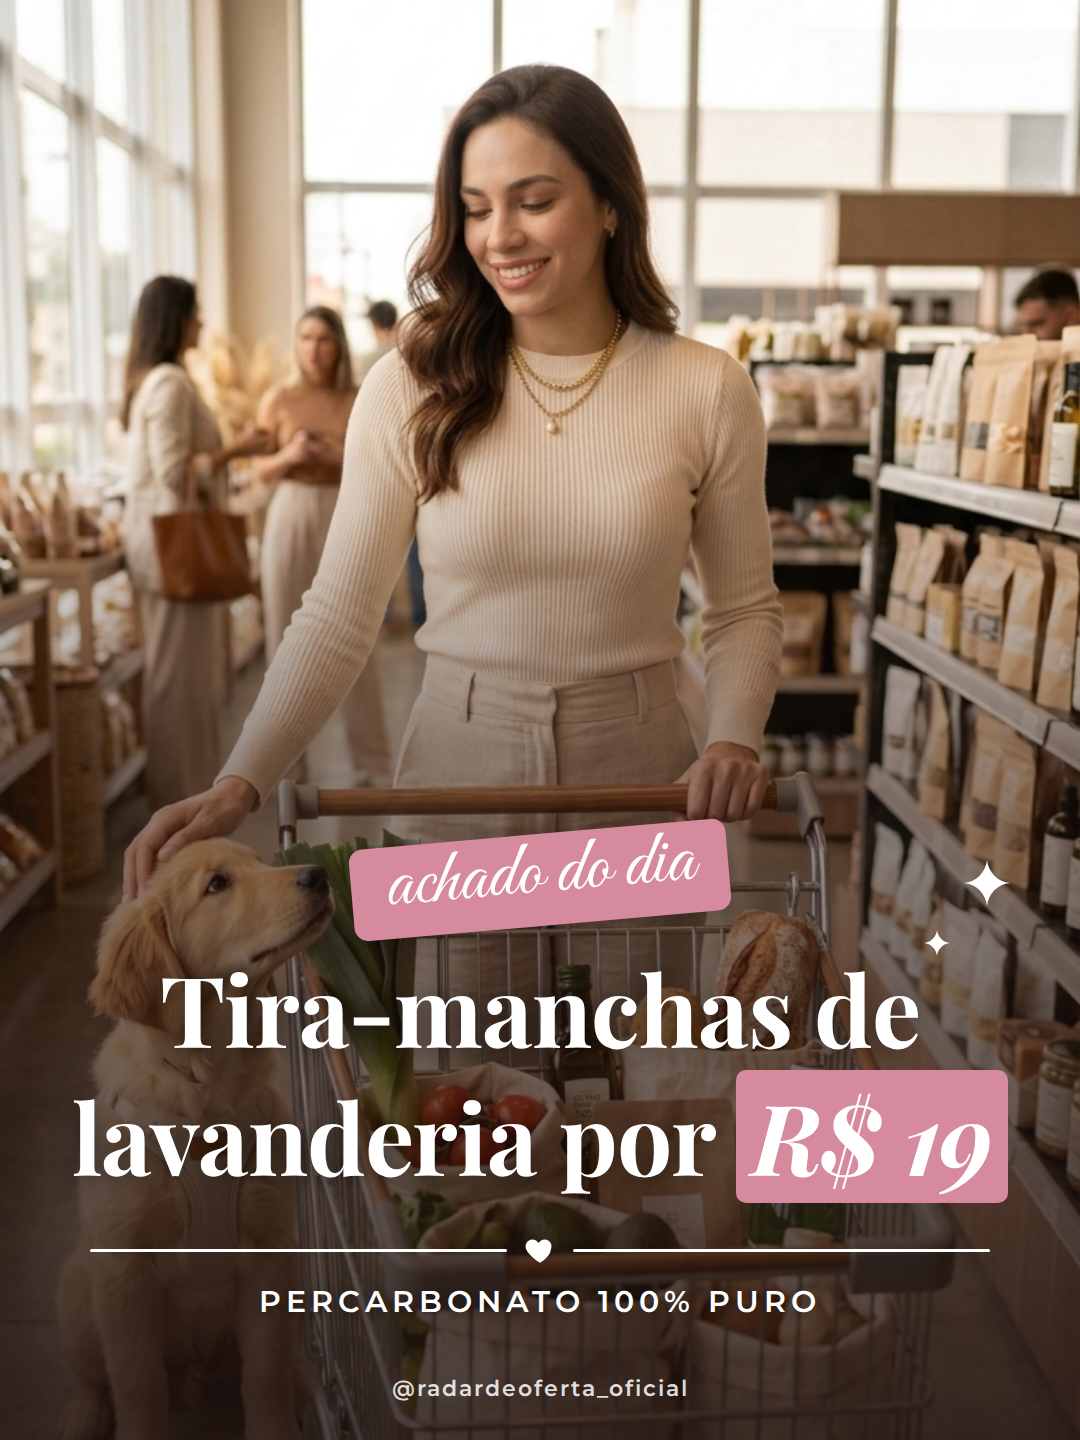 achado do dia
Tira-manchas de
lavanderia por R$ 19
PERCARBONATO 100% PURO
@radardeoferta_oficial